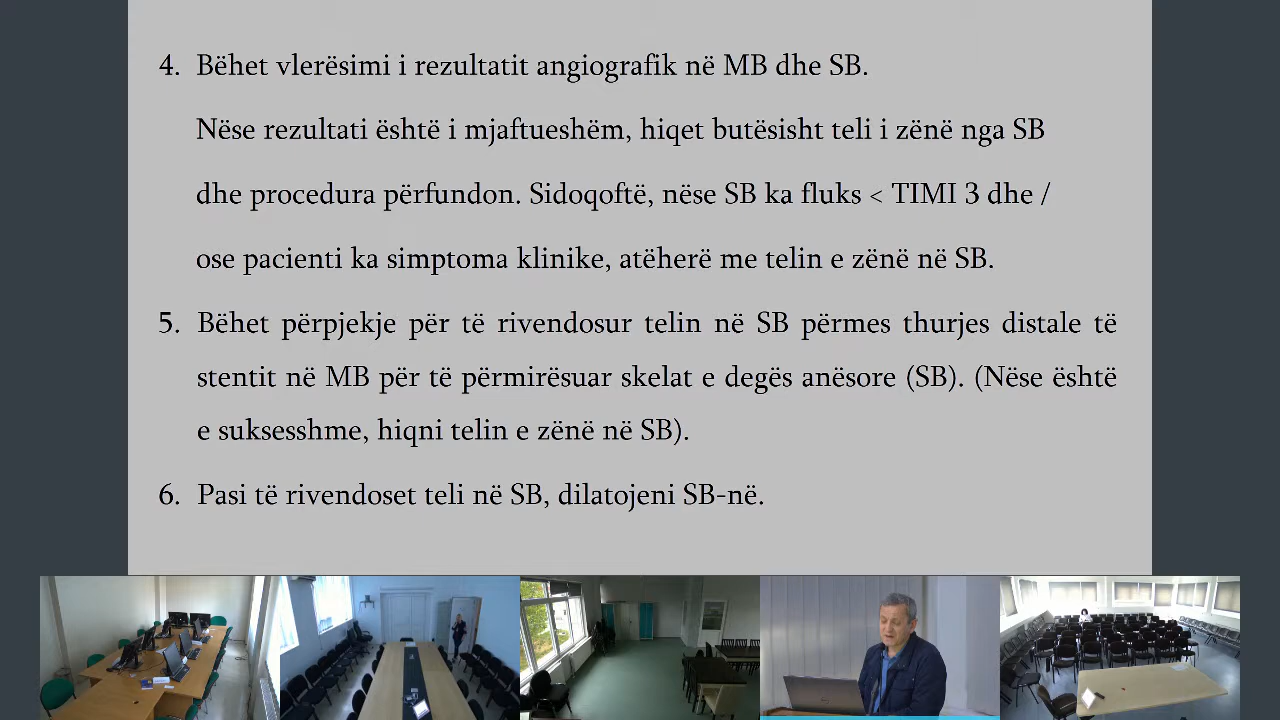 4. Bëhet vlerësimi i rezultatit angiografik në MB dhe SB.
Nëse rezultati është i mjaftueshëm, hiqet butësisht teli i zënë nga SB
dhe procedura përfundon. Sidoqoftë, nëse SB ka fluks < TIMI 3 dhe /
ose pacienti ka simptoma klinike, atëherë me telin e zënë në SB.
5. Bëhet përpjekje për të rivendosur telin në SB përmes thurjes distale të
stentit në MB për të përmirësuar skelat e degës anësore (SB). (Nëse është
e suksesshme, hiqni telin e zënë në SB).
6. Pasi të rivendoset teli në SB, dilatojeni SB-në.